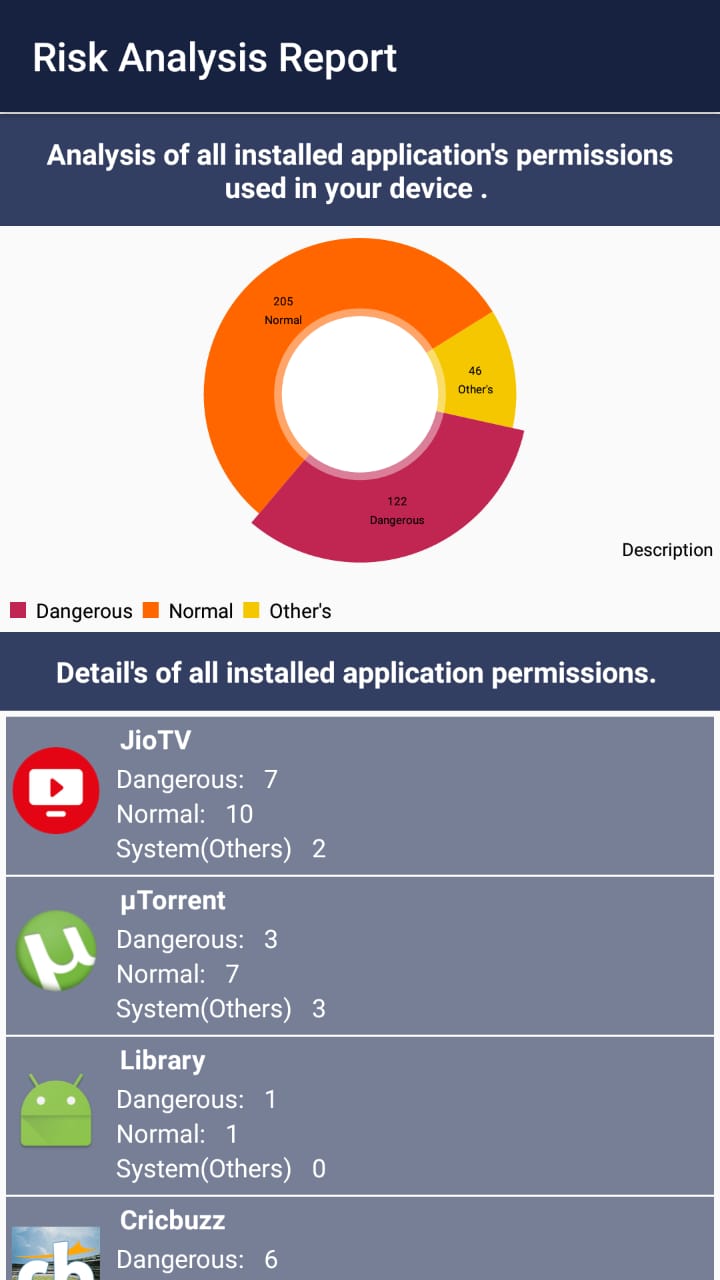 Risk Analysis Report
Analysis of all installed application's permissions
used in your device .
205
Normal
46
Other's
122
Dangerous
Description
Dangerous
Normal
Other's
Detail's of all installed application permissions.
JioTV
Dangerous: 7
Normal: 10
System(Others) 2
µTorrent
µ
Dangerous: 3
Normal: 7
System(Others) 3
Library
Dangerous: 1
Normal: 1
System(Others) 0
Cricbuzz
cb
Dangerous: 6